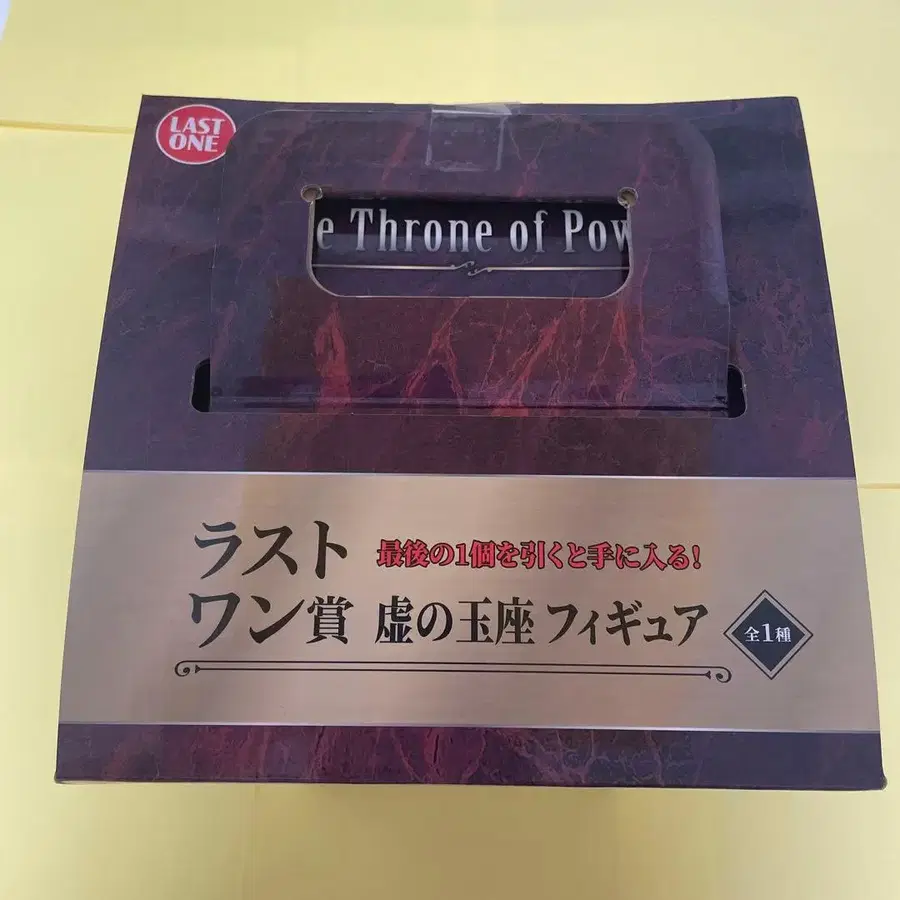 LAST
ONE
e Throne of Pow
ラスト
最後の1個を引くと手に入る!
ワン賞 虚の玉座 フィギュア
全1種